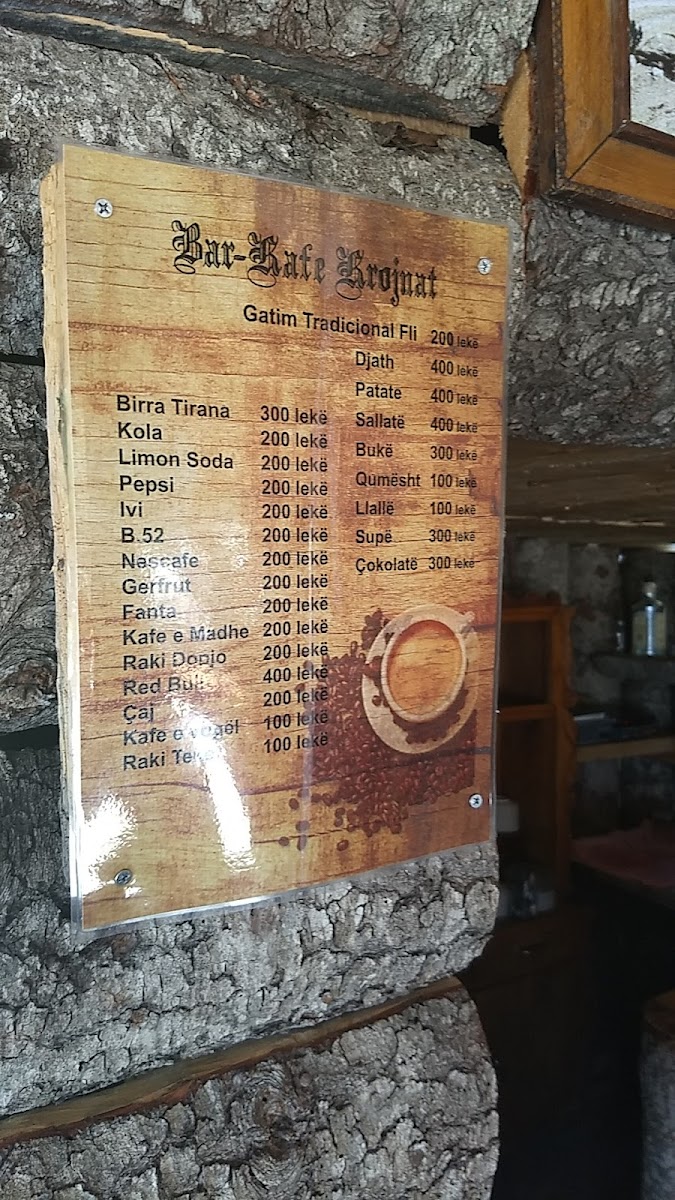 Bar-Kafe Krojnat
Gatim Tradicional Fli 200 lekë
Djath 400 lekë
Patate 400 lekë
Sallatë 400 lekë
Bukë 300 lekë
Qumësht 100 lekë
Llallë 100 lekë
Supë 300 lekë
Çokolatë 300 lekë
Birra Tirana 300 lekë
Kola 200 lekë
Limon Soda 200 lekë
Pepsi 200 lekë
Ivi 200 lekë
B.52 200 lekë
Nescafe 200 lekë
Gerfrut 200 lekë
Fanta 200 lekë
Kafe e Madhe 200 lekë
Raki Dopjo 200 lekë
Red Bull 400 lekë
Çaj 200 lekë
Kafe e vogël 100 lekë
Raki 100 lekë